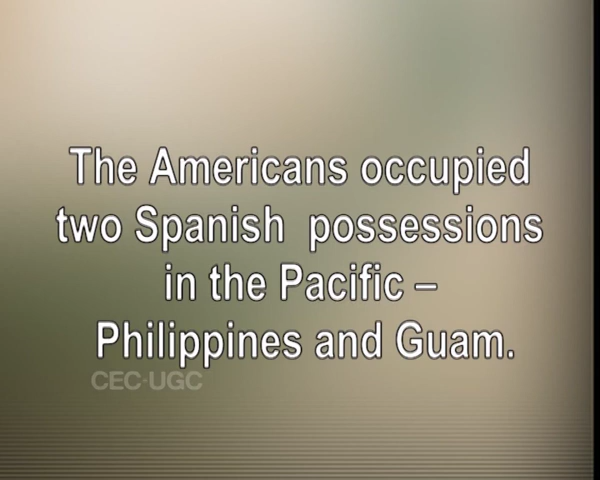 The Americans occupied
two Spanish possessions
in the Pacific –
Philippines and Guam.
CEC-UGC